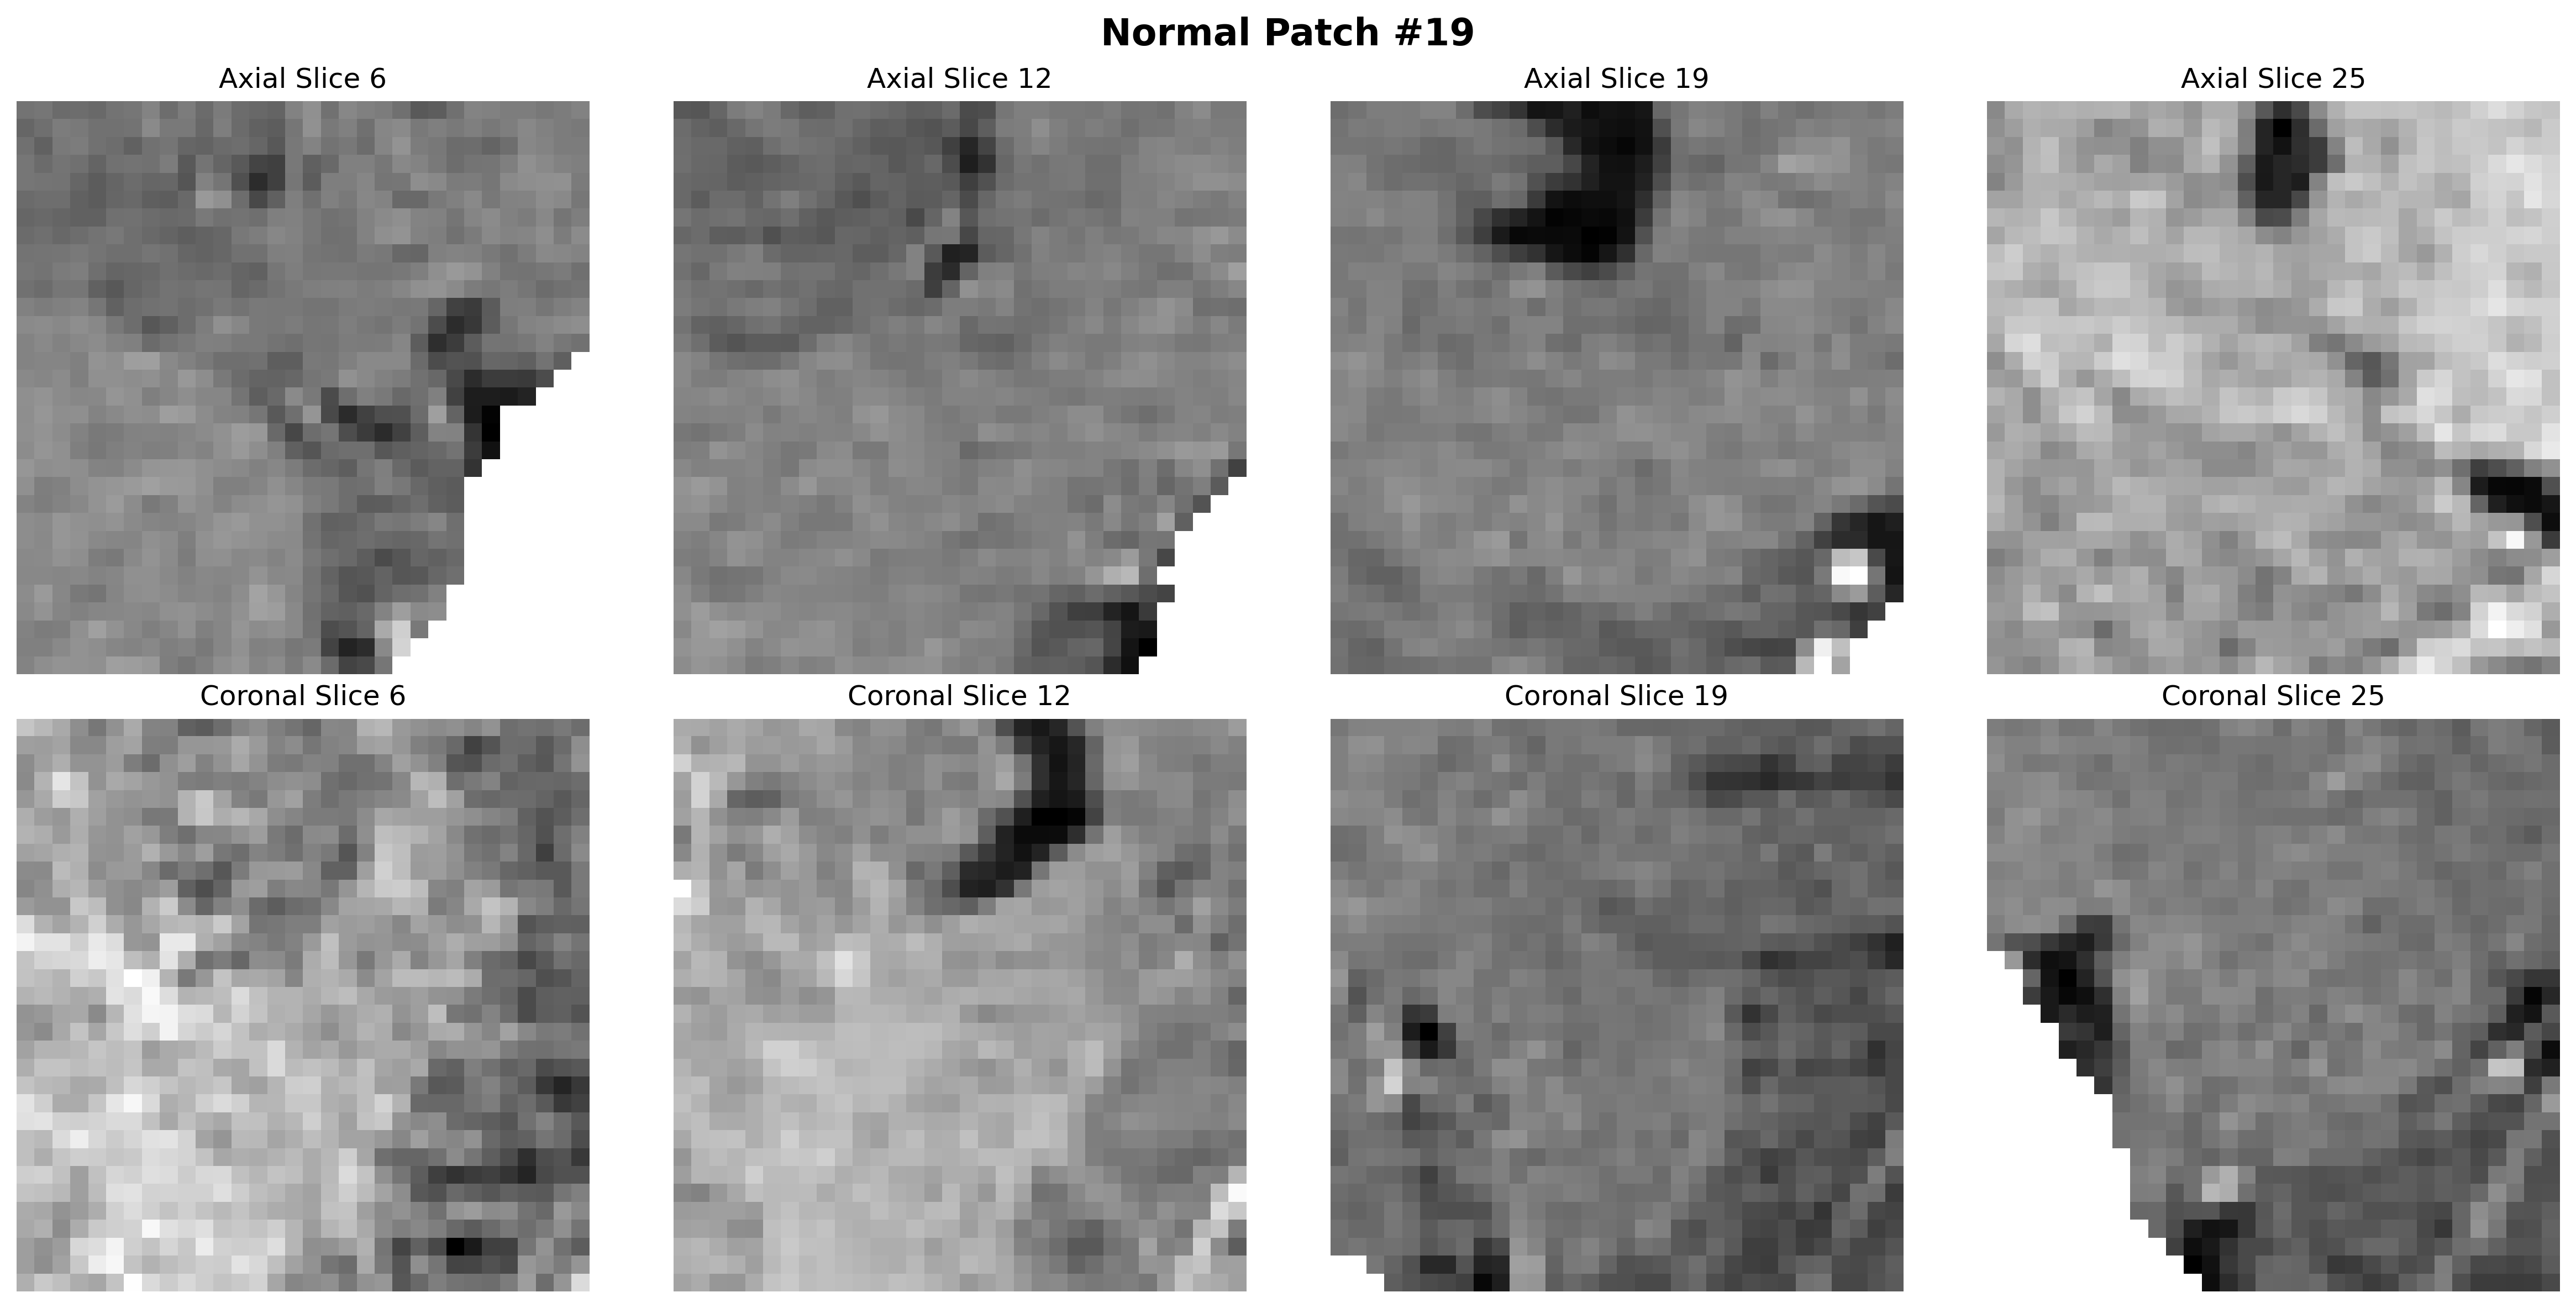 Normal Patch #19
Axial Slice 6
Axial Slice 12
Axial Slice 19
Axial Slice 25
Coronal Slice 6
Coronal Slice 12
Coronal Slice 19
Coronal Slice 25